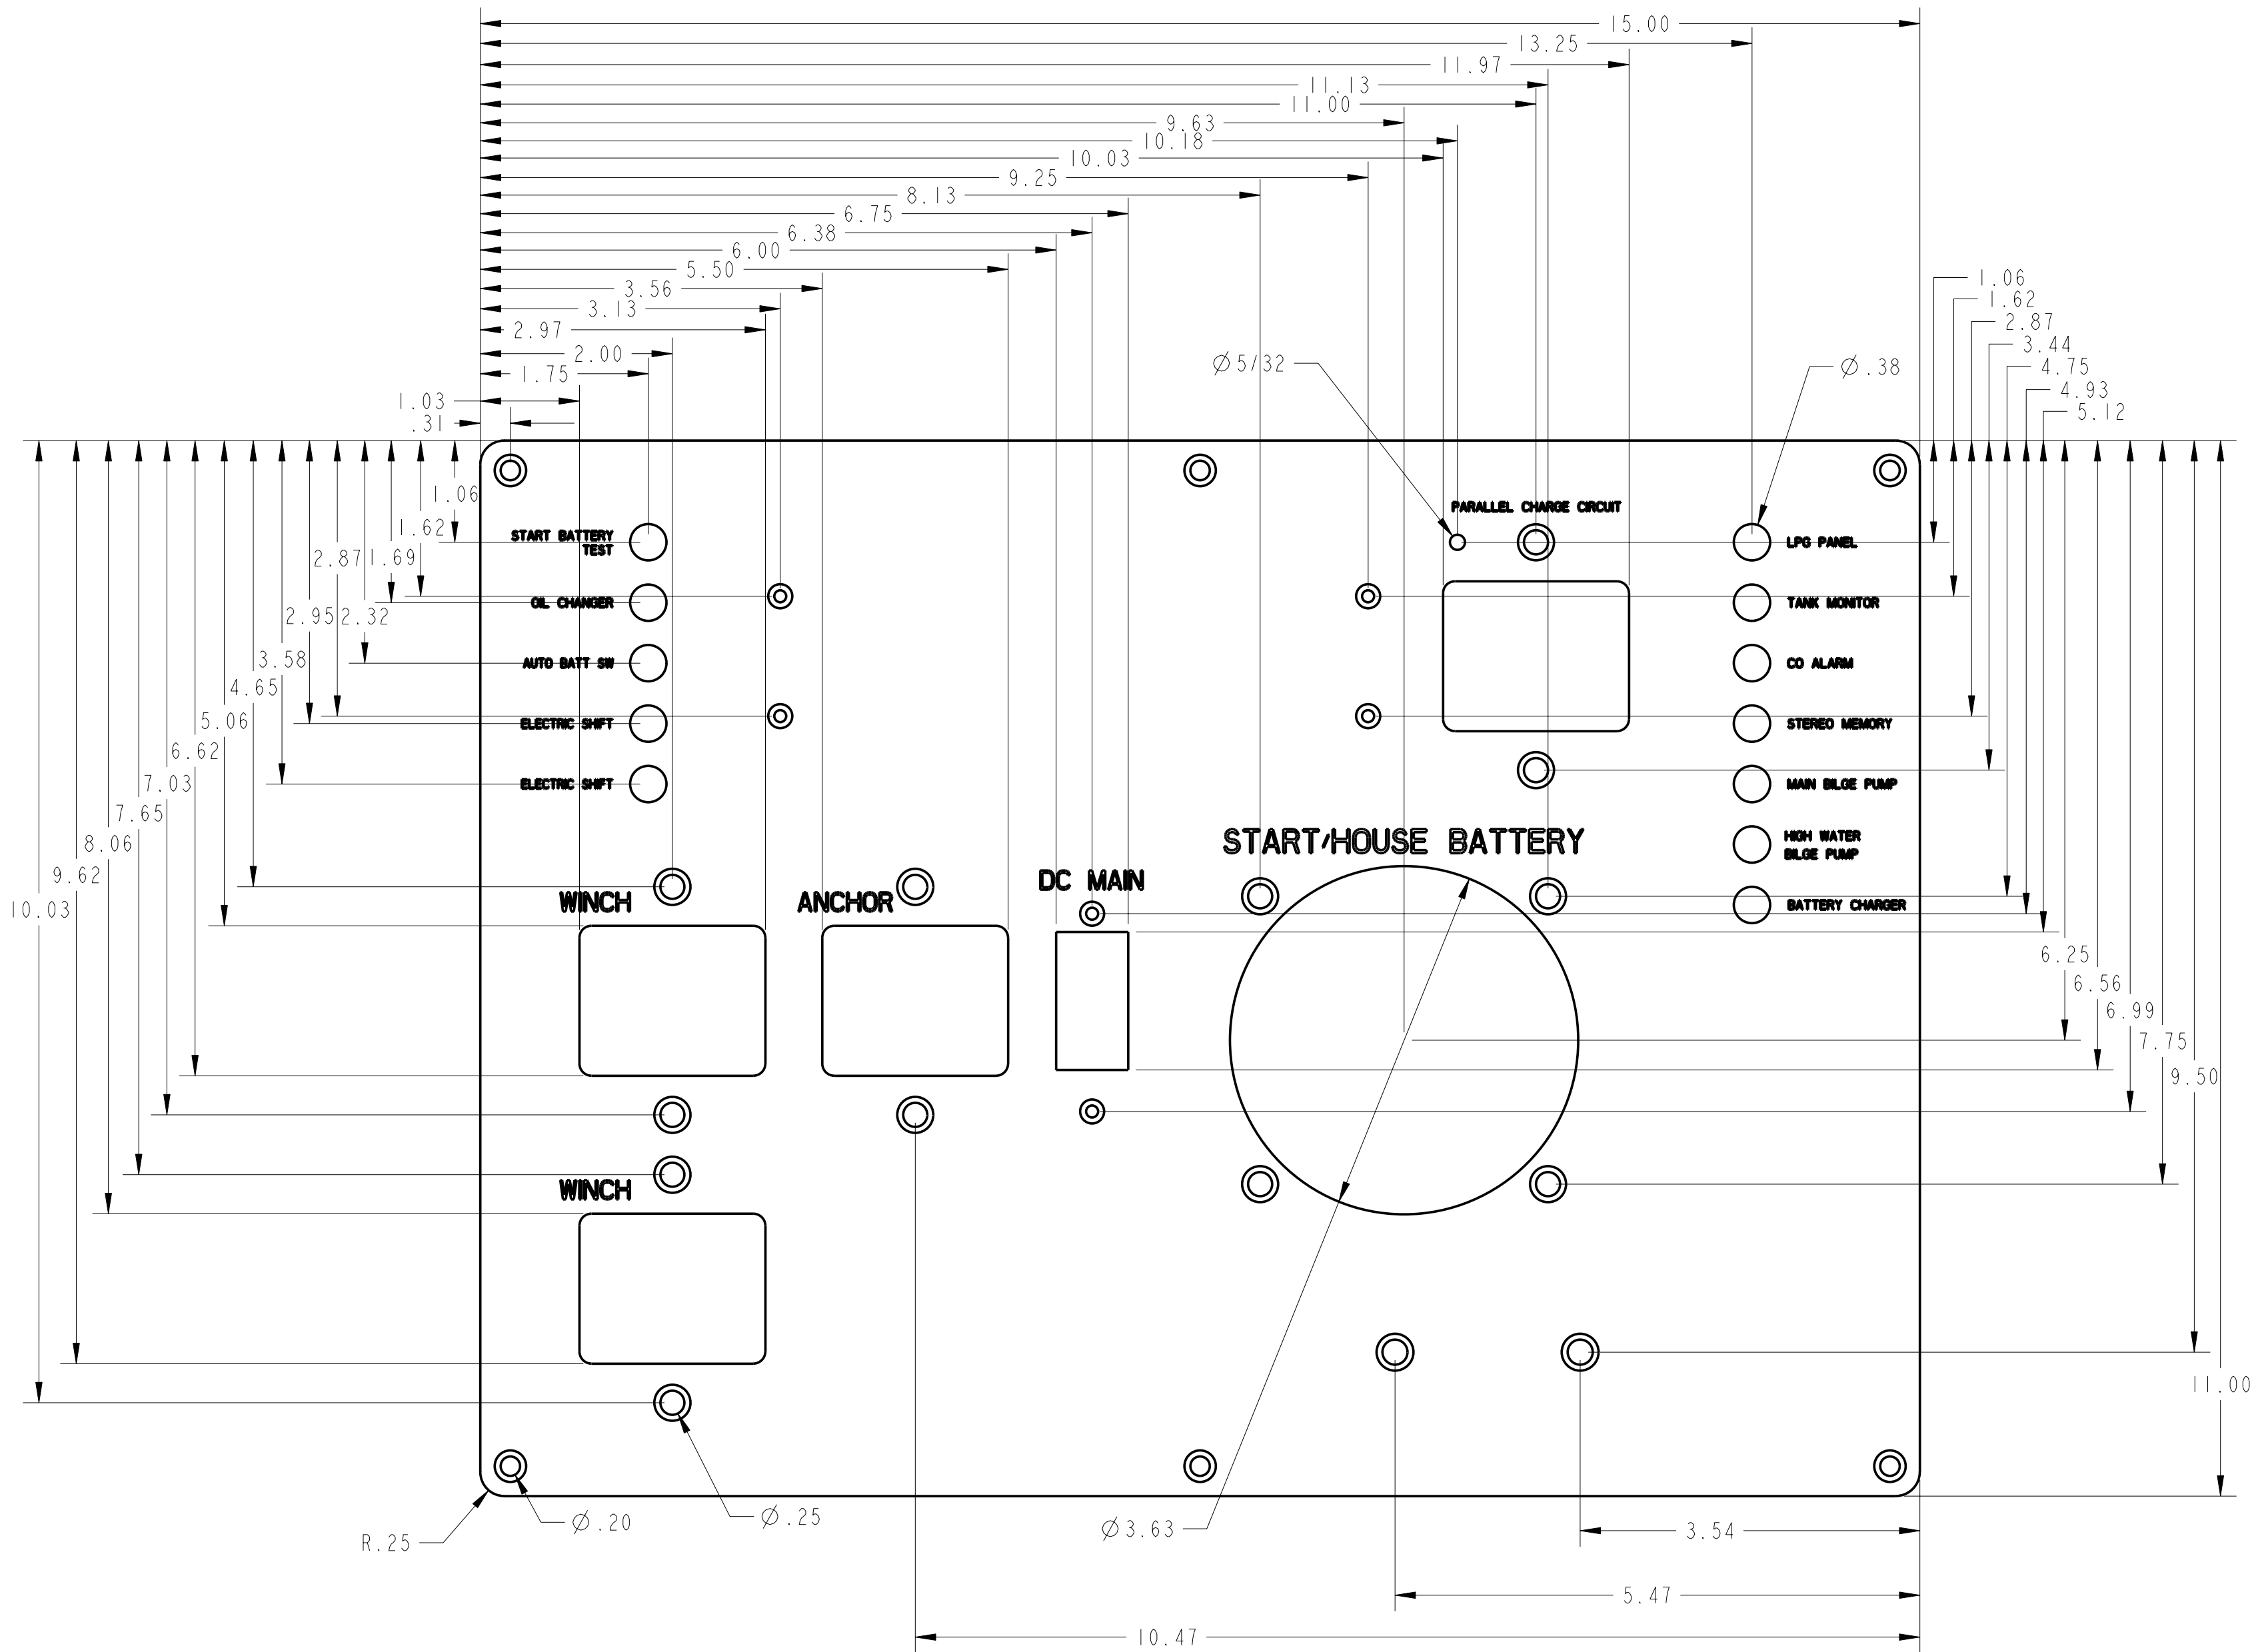 15.00
13.25
11.97
11.13
11.00
9.63
10.18
10.03
9.25
8.13
6.75
6.38
6.00
5.50
3.56
3.13
2.97
2.00
1.75
1.03
.31
1.06
1.62
2.87
3.44
4.75
4.93
5.12
∅5/32
∅.38
1.06
1.62
1.69
2.87
2.32
2.95
3.58
4.65
5.06
6.62
7.03
7.65
8.06
9.62
10.03
START BATTERY
TEST
OIL CHANGER
AUTO BATT SW
ELECTRIC SHIFT
ELECTRIC SHIFT
PARALLEL CHARGE CIRCUIT
LPG PANEL
TANK MONITOR
CO ALARM
STEREO MEMORY
MAIN BILGE PUMP
HIGH WATER
BILGE PUMP
BATTERY CHARGER
START/HOUSE BATTERY
DC MAIN
WINCH
ANCHOR
WINCH
6.25
6.56
6.99
7.75
9.50
11.00
R.25
∅.20
∅.25
∅3.63
3.54
5.47
10.47